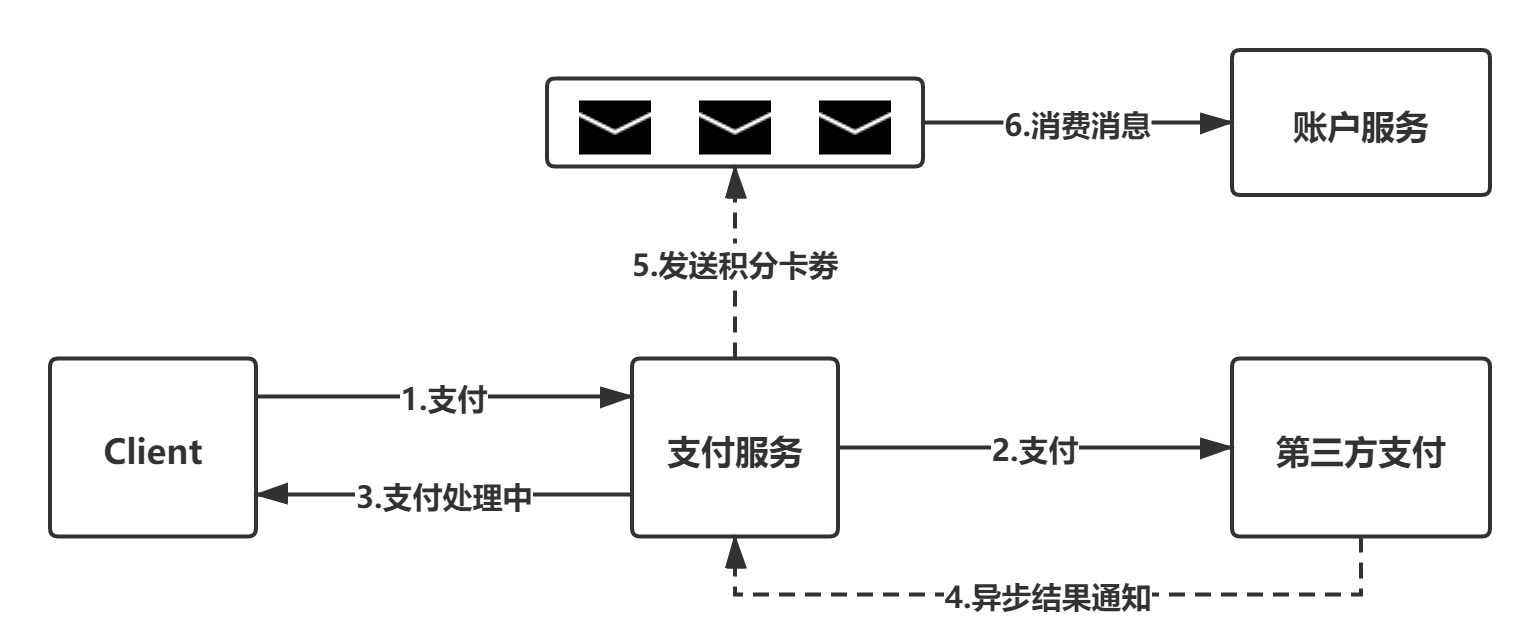 6.消费消息
账户服务
5.发送积分卡劵
Client
1.支付
3.支付处理中
支付服务
2.支付
第三方支付
4.异步结果通知